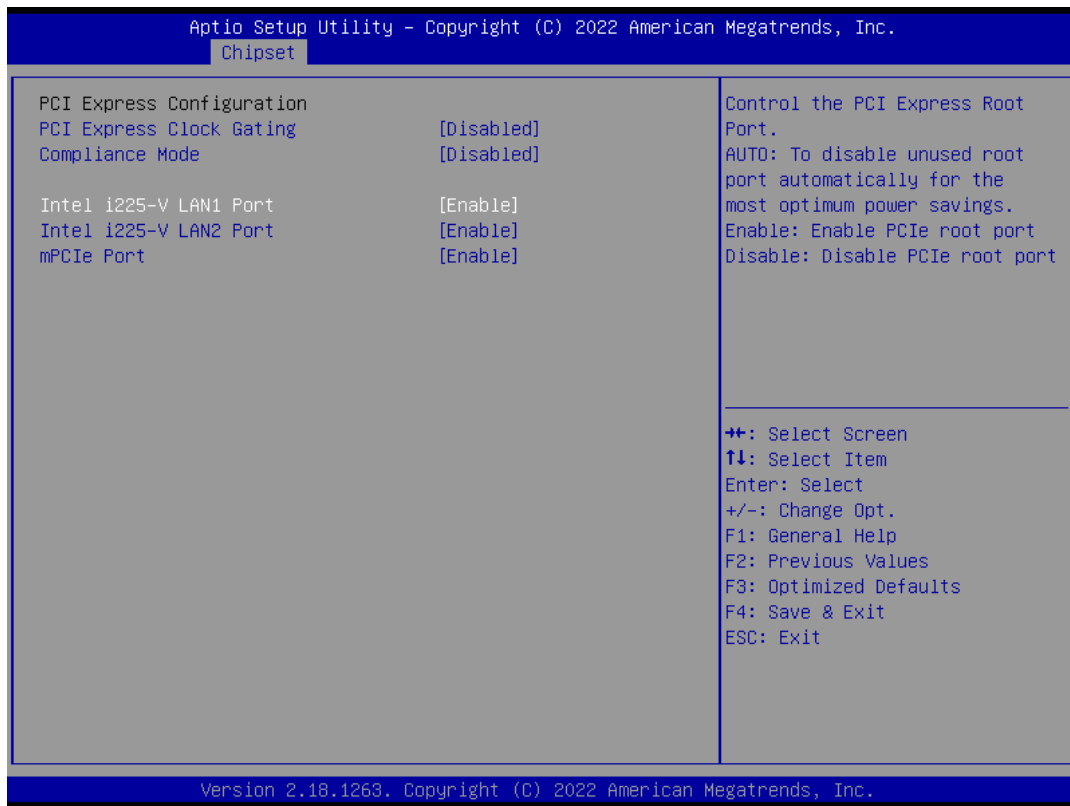 Aptio Setup Utility – Copyright (C) 2022 American Megatrends, Inc.
Chipset
PCI Express Configuration
PCI Express Clock Gating [Disabled]
Compliance Mode [Disabled]
Intel i225-V LAN1 Port [Enable]
Intel i225-V LAN2 Port [Enable]
mPCIe Port [Enable]
Control the PCI Express Root
Port.
AUTO: To disable unused root
port automatically for the
most optimum power savings.
Enable: Enable PCIe root port
Disable: Disable PCIe root port
→←: Select Screen
↑↓: Select Item
Enter: Select
+/-: Change Opt.
F1: General Help
F2: Previous Values
F3: Optimized Defaults
F4: Save & Exit
ESC: Exit
Version 2.18.1263. Copyright (C) 2022 American Megatrends, Inc.